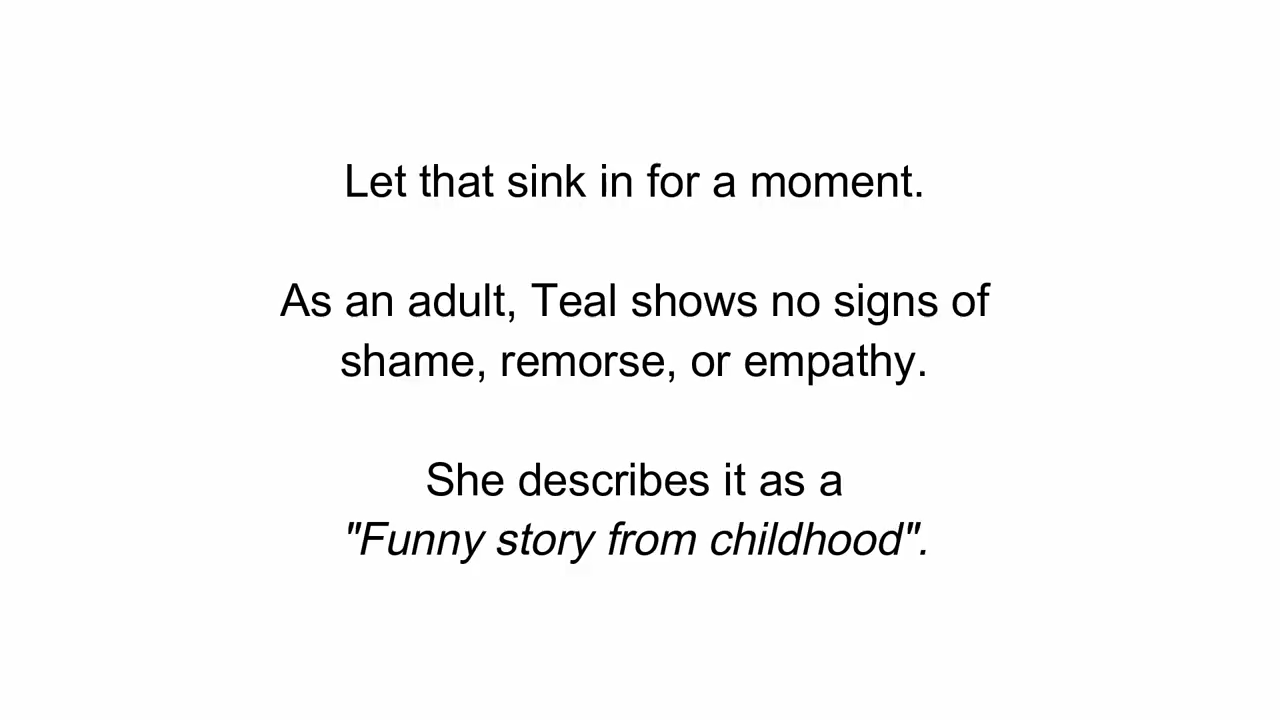 Let that sink in for a moment.
As an adult, Teal shows no signs of
shame, remorse, or empathy.
She describes it as a
"Funny story from childhood".